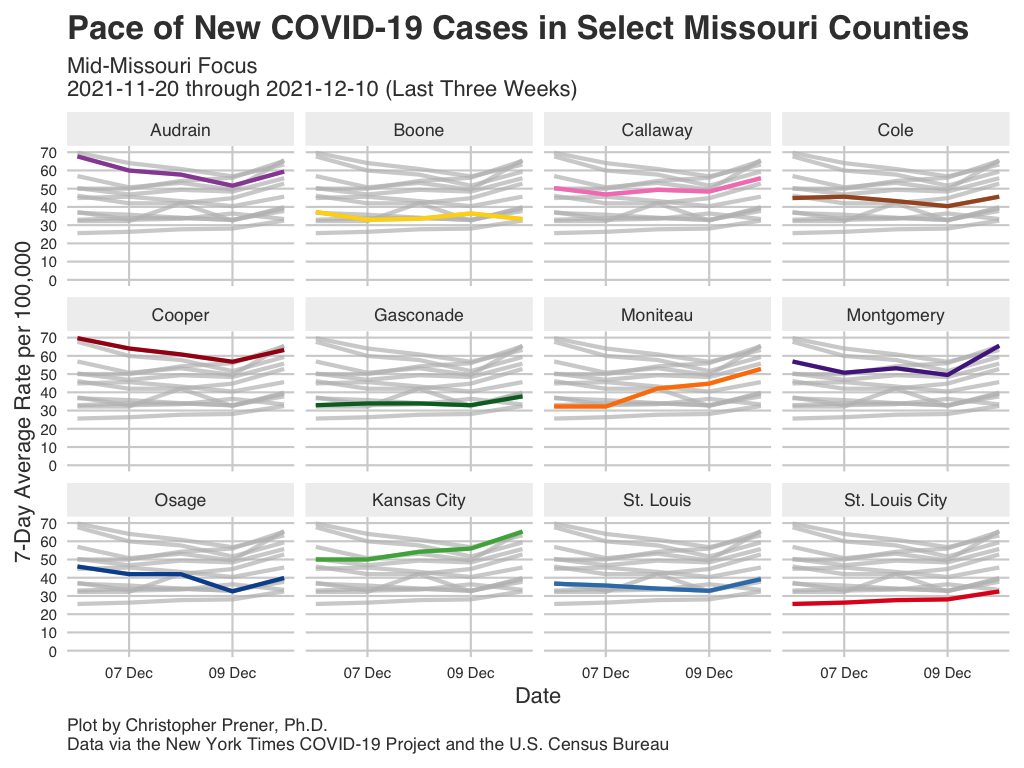 Pace of New COVID-19 Cases in Select Missouri Counties
Mid-Missouri Focus
2021-11-20 through 2021-12-10 (Last Three Weeks)
Audrain
Boone
Callaway
Cole
70
60
50
40
30
20
10
0
Cooper
Gasconade
Moniteau
Montgomery
70
60
50
40
30
20
10
0
Osage
Kansas City
St. Louis
St. Louis City
70
60
50
40
30
20
10
0
7-Day Average Rate per 100,000
07 Dec
09 Dec
07 Dec
09 Dec
07 Dec
09 Dec
07 Dec
09 Dec
Date
Plot by Christopher Prener, Ph.D.
Data via the New York Times COVID-19 Project and the U.S. Census Bureau